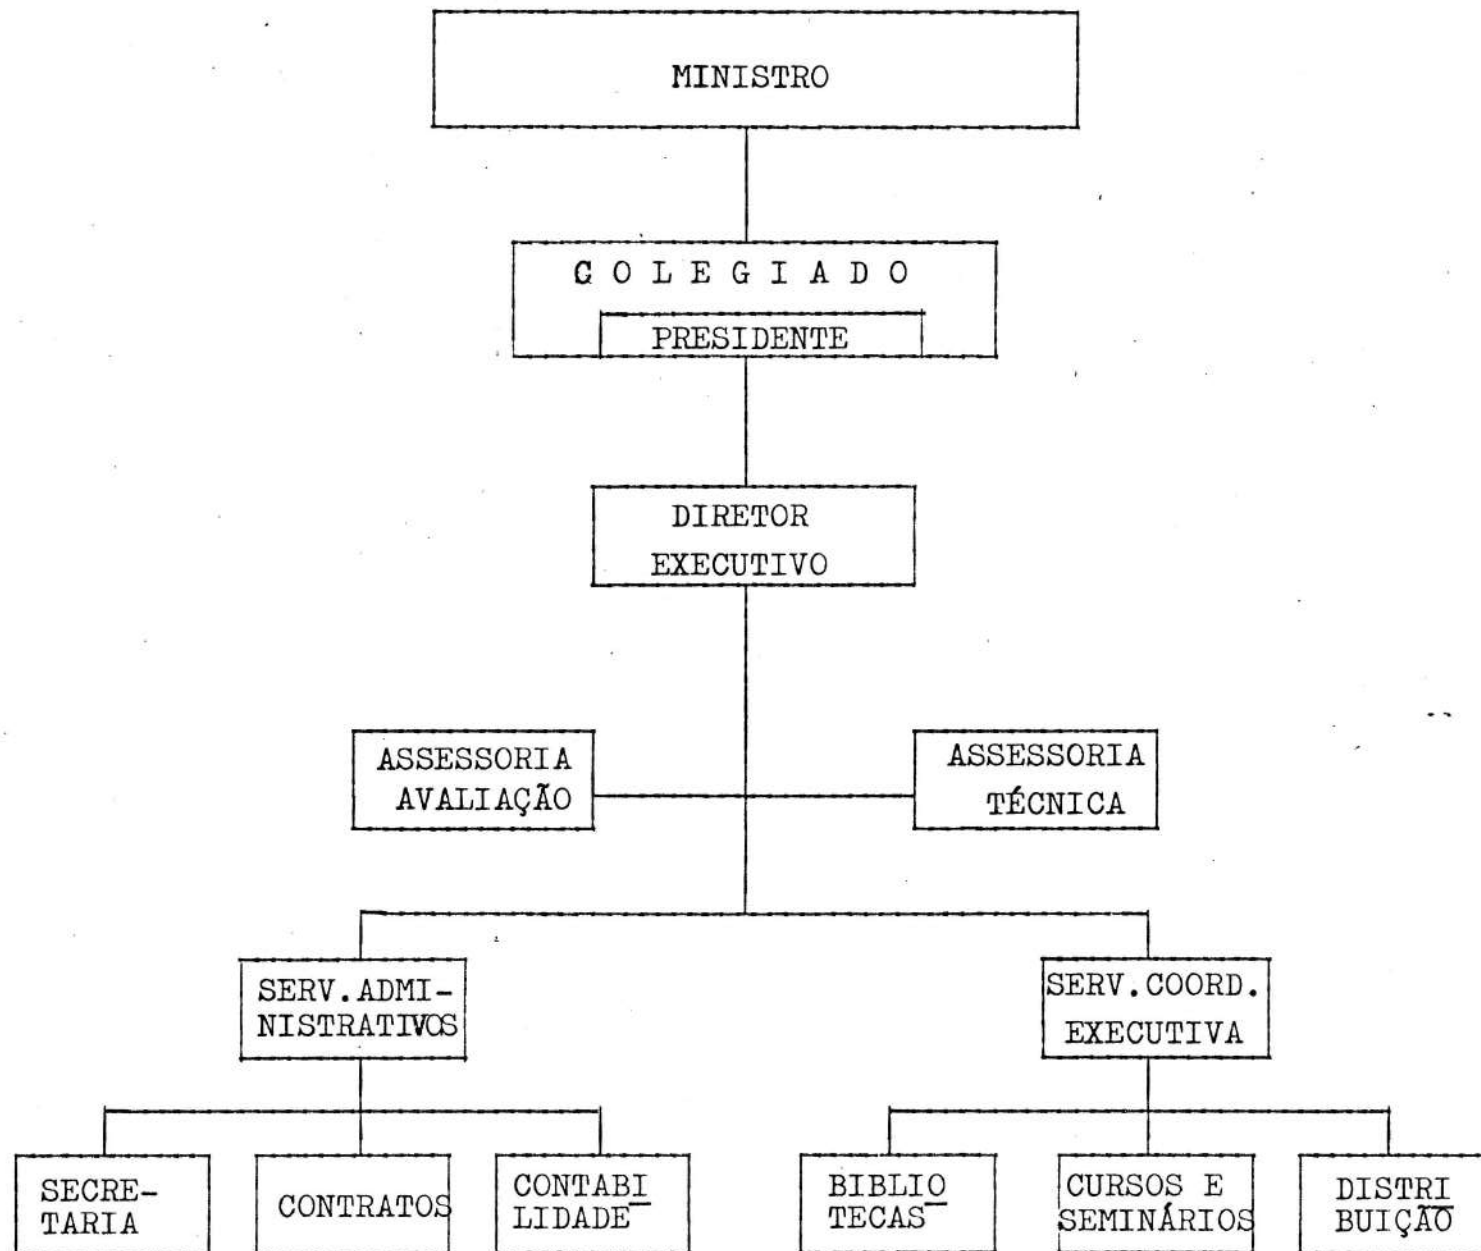 MINISTRO
COLEGIADO
PRESIDENTE
DIRETOR
EXECUTIVO
ASSESSORIA
AVALIAÇÃO
ASSESSORIA
TÉCNICA
SERV.ADMI-
NISTRATIVOS
SERV.COORD.
EXECUTIVA
SECRE-
TARIA
CONTRATOS
CONTABI
LIDADE
BIBLIO
TECAS
CURSOS E
SEMINÁRIOS
DISTRI
BUIÇÃO